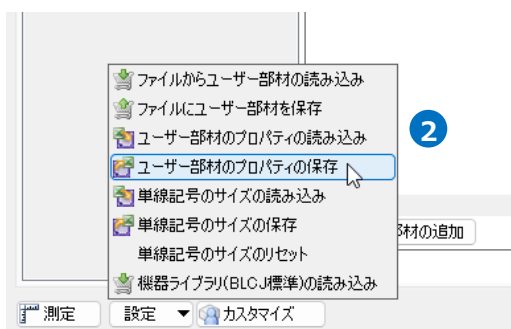 ファイルからユーザー部材の読み込み
ファイルにユーザー部材を保存
ユーザー部材のプロパティの読み込み
2
ユーザー部材のプロパティの保存
単線記号のサイズの読み込み
単線記号のサイズの保存
部材の追加
単線記号のサイズのリセット
機器ライブラリ(BLCJ標準)の読み込み
測定 設定 カスタマイズ